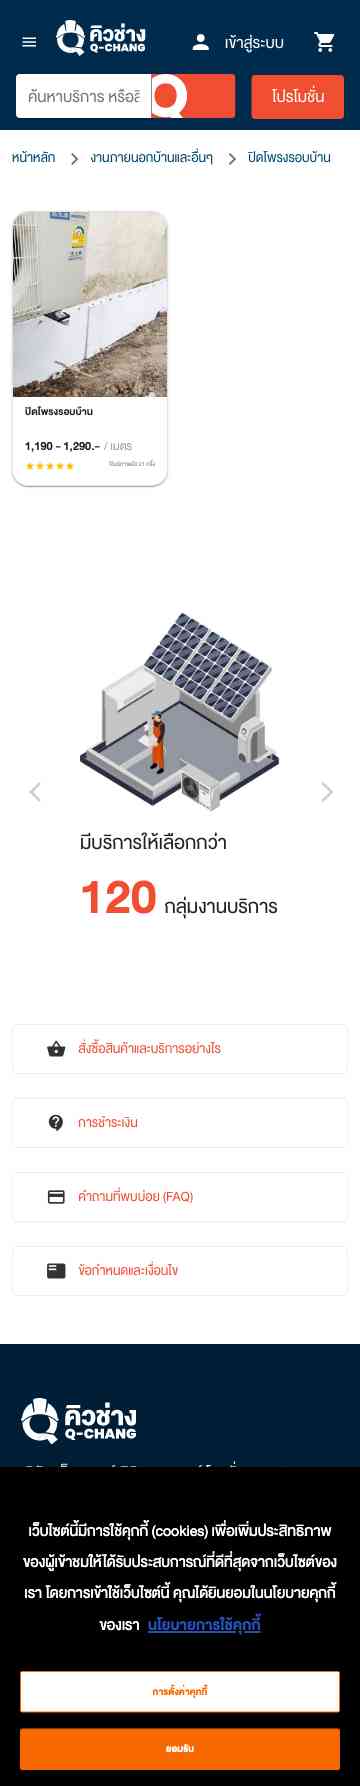 คิวช่าง
Q-CHANG
เข้าสู่ระบบ
ค้นหาบริการ หรือสิ
โปรโมชั่น
หน้าหลัก
งานภายนอกบ้านและอื่นๆ
ปิดโพรงรอบบ้าน
ปิดโพรงรอบบ้าน
1,190 - 1,290.- / เมตร
มีบริการให้เลือกกว่า
120 กลุ่มงานบริการ
สั่งซื้อสินค้าและบริการอย่างไร
การชำระเงิน
คำถามที่พบบ่อย (FAQ)
ข้อกำหนดและเงื่อนไข
คิวช่าง
Q-CHANG
เว็บไซต์นี้มีการใช้คุกกี้ (cookies) เพื่อเพิ่มประสิทธิภาพ
ของผู้เข้าชมให้ได้รับประสบการณ์ที่ดีที่สุดจากเว็บไซต์ของ
เรา โดยการเข้าใช้เว็บไซต์นี้ คุณได้ยินยอมในนโยบายคุกกี้
ของเรา นโยบายการใช้คุกกี้
การตั้งค่าคุกกี้
ยอมรับ